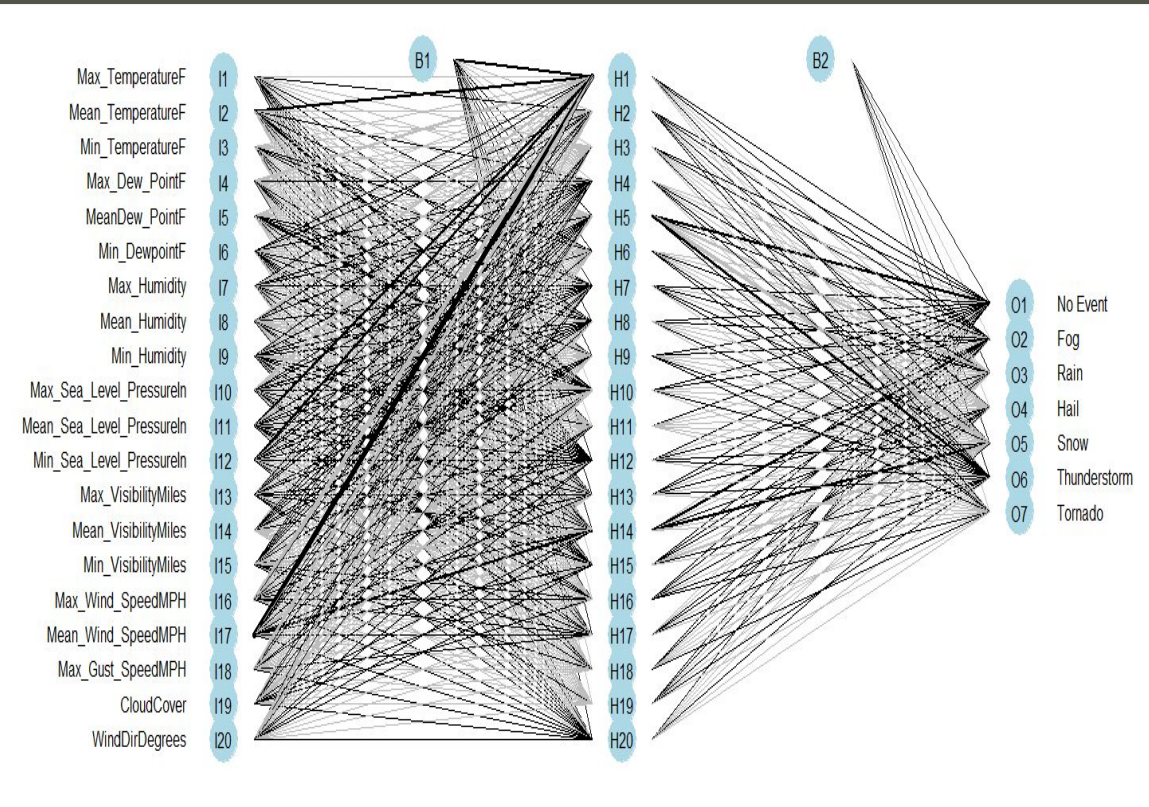 B1 B2
Max_TemperatureF I1 H1
Mean_TemperatureF I2 H2
Min_TemperatureF I3 H3
Max_Dew_PointF I4 H4
MeanDew_PointF I5 H5
Min_DewpointF I6 H6
Max_Humidity I7 H7
O1 No Event
Mean_Humidity I8 H8
O2 Fog
Min_Humidity I9 H9
O3 Rain
Max_Sea_Level_PressureIn I10 H10
O4 Hail
Mean_Sea_Level_PressureIn I11 H11
O5 Snow
Min_Sea_Level_PressureIn I12 H12
O6 Thunderstorm
Max_VisibilityMiles I13 H13
O7 Tornado
Mean_VisibilityMiles I14 H14
Min_VisibilityMiles I15 H15
Max_Wind_SpeedMPH I16 H16
Mean_Wind_SpeedMPH I17 H17
Max_Gust_SpeedMPH I18 H18
CloudCover I19 H19
WindDirDegrees I20 H20